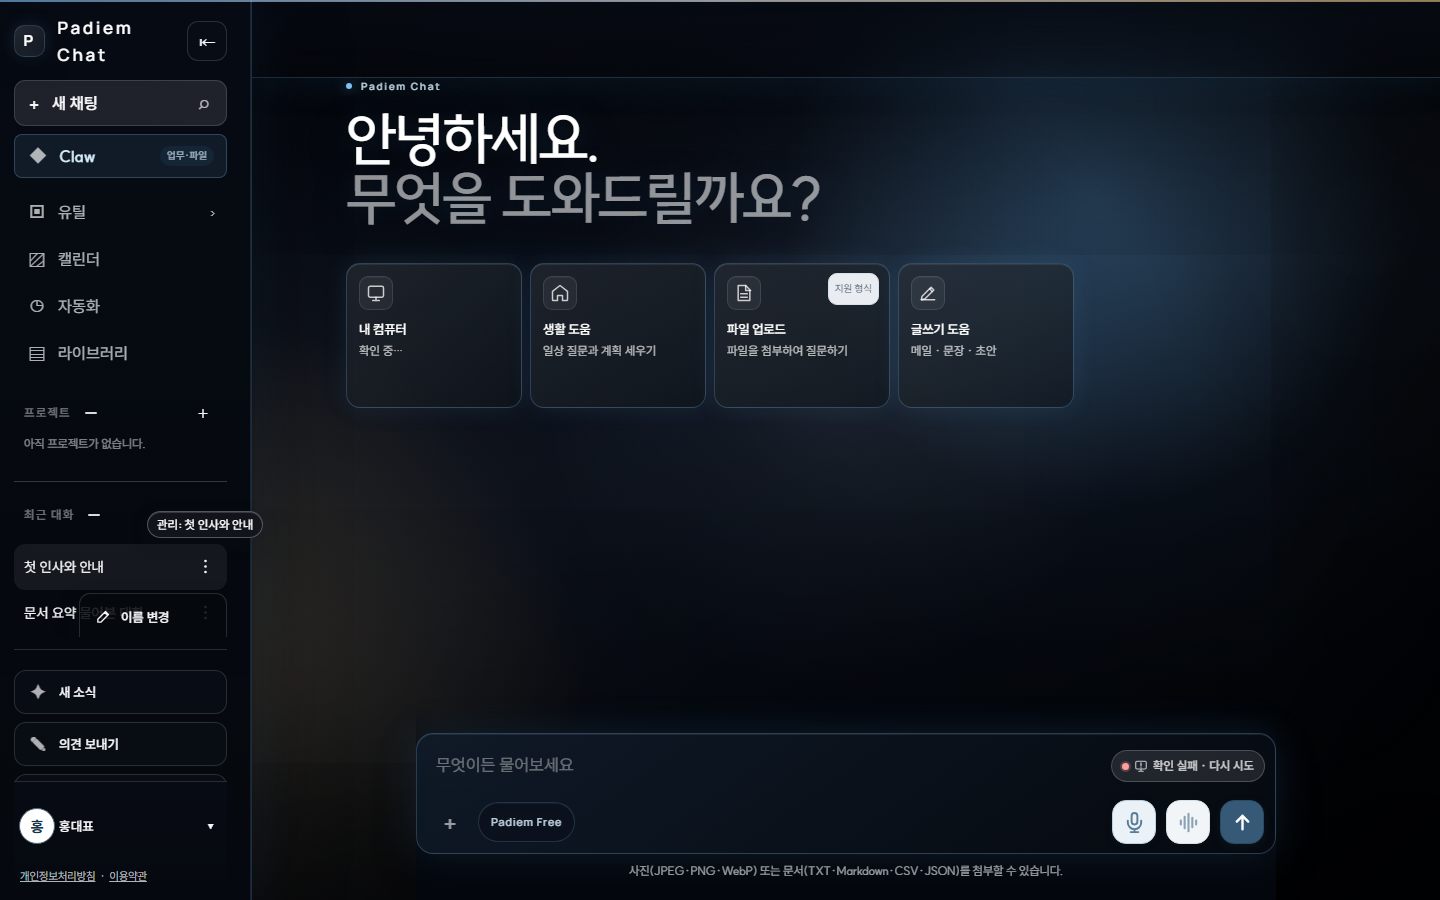 P
Padiem
Chat
+ 새 채팅
Claw 업무·파일
유틸
캘린더
자동화
라이브러리
프로젝트
아직 프로젝트가 없습니다.
최근 대화
관리: 첫 인사와 안내
첫 인사와 안내
문서 요약
이름 변경
새 소식
의견 보내기
홍 홍대표
개인정보처리방침 · 이용약관
Padiem Chat
안녕하세요.
무엇을 도와드릴까요?
내 컴퓨터
확인 중…
생활 도움
일상 질문과 계획 세우기
지원 형식
파일 업로드
파일을 첨부하여 질문하기
글쓰기 도움
메일 · 문장 · 초안
무엇이든 물어보세요
확인 실패 · 다시 시도
+ Padiem Free
사진(JPEG·PNG·WebP) 또는 문서(TXT·Markdown·CSV·JSON)를 첨부할 수 있습니다.